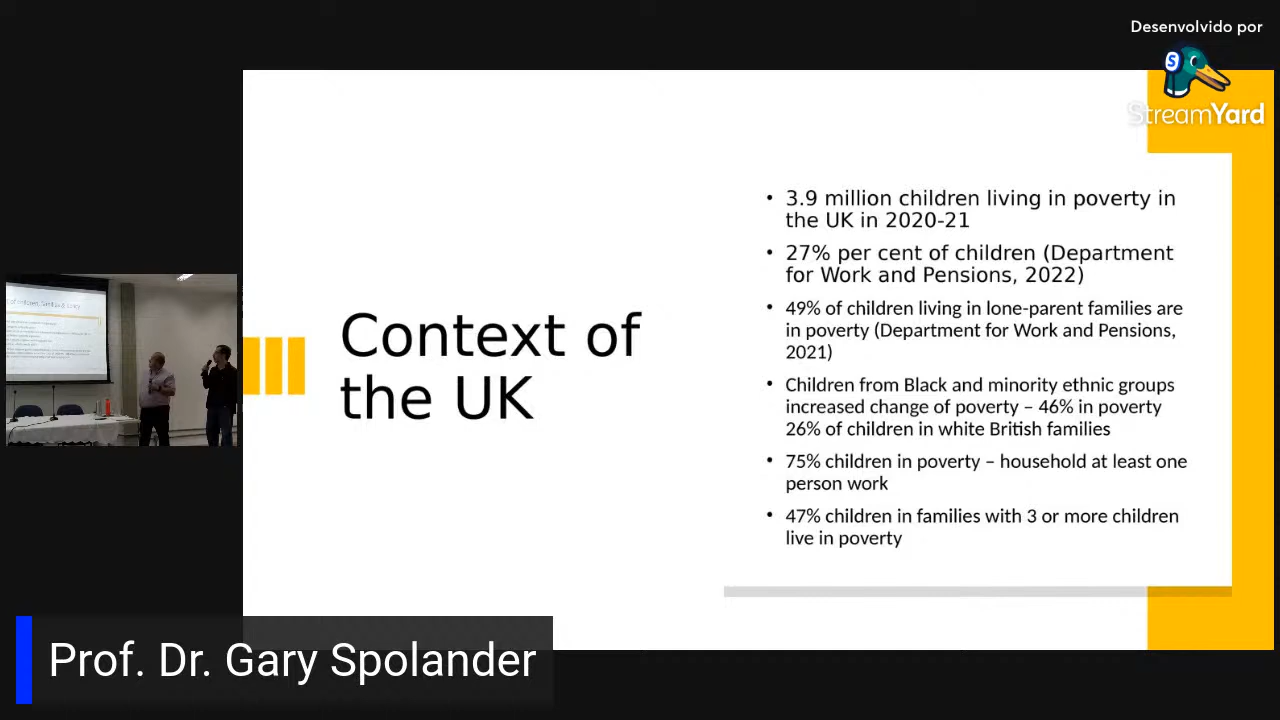 Desenvolvido por
StreamYard
Context of
the UK
• 3.9 million children living in poverty in
the UK in 2020-21
• 27% per cent of children (Department
for Work and Pensions, 2022)
• 49% of children living in lone-parent families are
in poverty (Department for Work and Pensions,
2021)
• Children from Black and minority ethnic groups
increased change of poverty – 46% in poverty
26% of children in white British families
• 75% children in poverty – household at least one
person work
• 47% children in families with 3 or more children
live in poverty
Prof. Dr. Gary Spolander